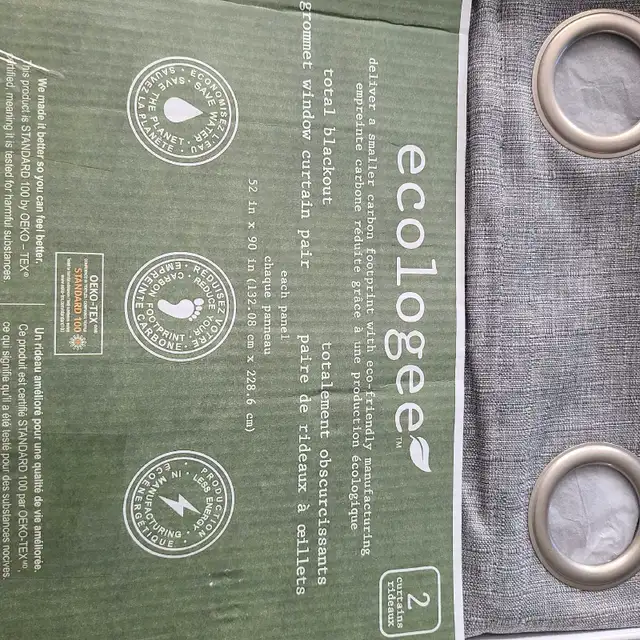 ecologee™
deliver a smaller carbon footprint with eco-friendly manufacturing
empreinte carbone réduite grâce à une production écologique
total blackout
grommet window curtain pair
totalement obscurcissants
paire de rideaux à œillets
each panel
chaque panneau
52 in x 90 in (132.08 cm x 228.6 cm)
2
curtains
rideaux
ÉCONOMISEZ L'EAU
SAUVEZ LA PLANÈTE
SAVE WATER
SAVE THE PLANET
RÉDUISEZ VOTRE
EMPREINTE CARBONE
REDUCE YOUR
CARBON FOOTPRINT
PRODUCTION
ÉCOÉNERGÉTIQUE
LESS ENERGY
IN MANUFACTURING
OEKO-TEX®
STANDARD 100
We made it better so you can feel better.
This product is STANDARD 100 by OEKO-TEX®
certified, meaning it is tested for harmful substances.
Un rideau amélioré pour une qualité de vie améliorée.
Ce produit est certifié STANDARD 100 par OEKO-TEX®,
ce qui signifie qu'il a été testé pour des substances nocives.